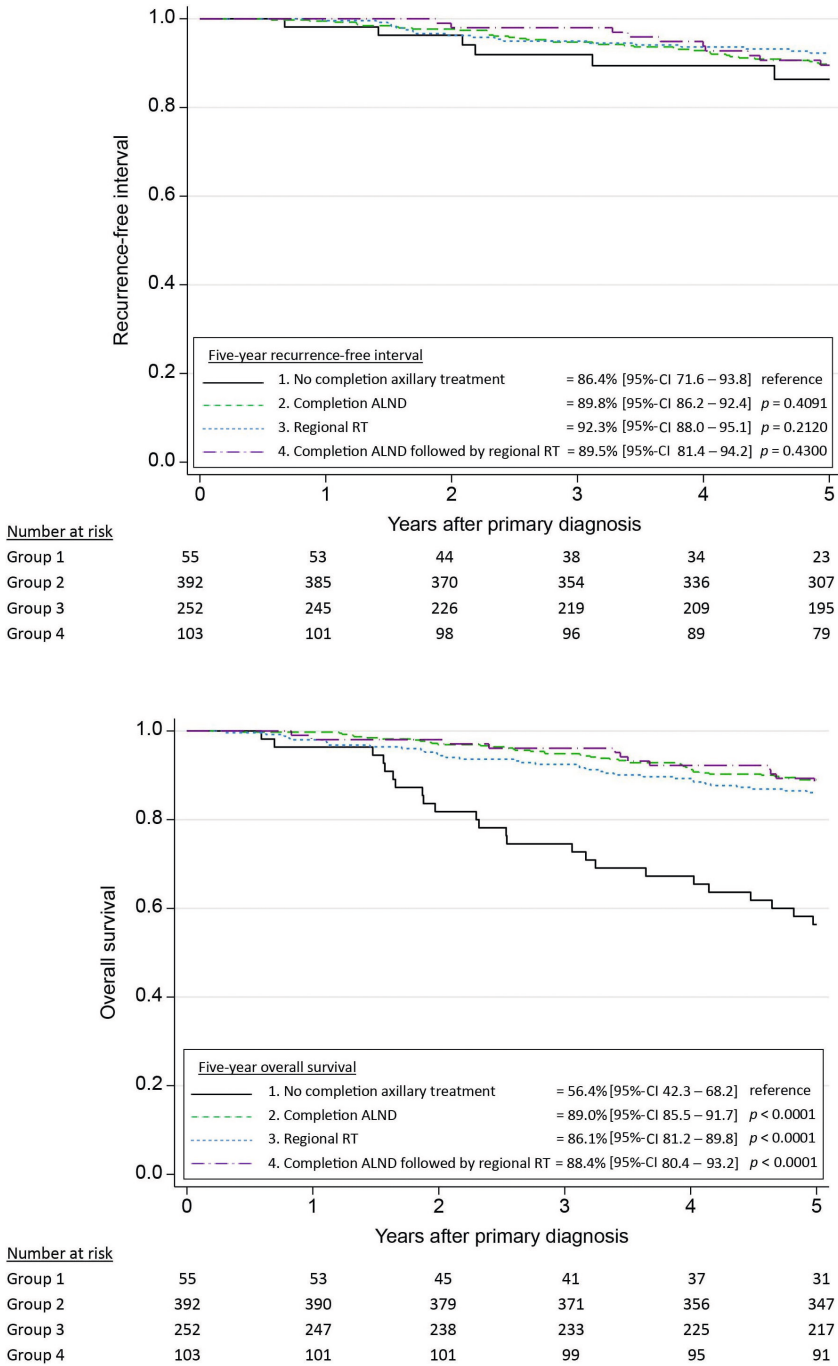 1.0
0.8
0.6
0.4
0.2
0.0
Recurrence-free interval
Five-year recurrence-free interval
1. No completion axillary treatment = 86.4% [95%-CI 71.6 – 93.8] reference
2. Completion ALND = 89.8% [95%-CI 86.2 – 92.4] p = 0.4091
3. Regional RT = 92.3% [95%-CI 88.0 – 95.1] p = 0.2120
4. Completion ALND followed by regional RT = 89.5% [95%-CI 81.4 – 94.2] p = 0.4300
0 1 2 3 4 5
Years after primary diagnosis
Number at risk
Group 1 55 53 44 38 34 23
Group 2 392 385 370 354 336 307
Group 3 252 245 226 219 209 195
Group 4 103 101 98 96 89 79
1.0
0.8
0.6
0.4
0.2
0.0
Overall survival
Five-year overall survival
1. No completion axillary treatment = 56.4% [95%-CI 42.3 – 68.2] reference
2. Completion ALND = 89.0% [95%-CI 85.5 – 91.7] p < 0.0001
3. Regional RT = 86.1% [95%-CI 81.2 – 89.8] p < 0.0001
4. Completion ALND followed by regional RT = 88.4% [95%-CI 80.4 – 93.2] p < 0.0001
0 1 2 3 4 5
Years after primary diagnosis
Number at risk
Group 1 55 53 45 41 37 31
Group 2 392 390 379 371 356 347
Group 3 252 247 238 233 225 217
Group 4 103 101 101 99 95 91